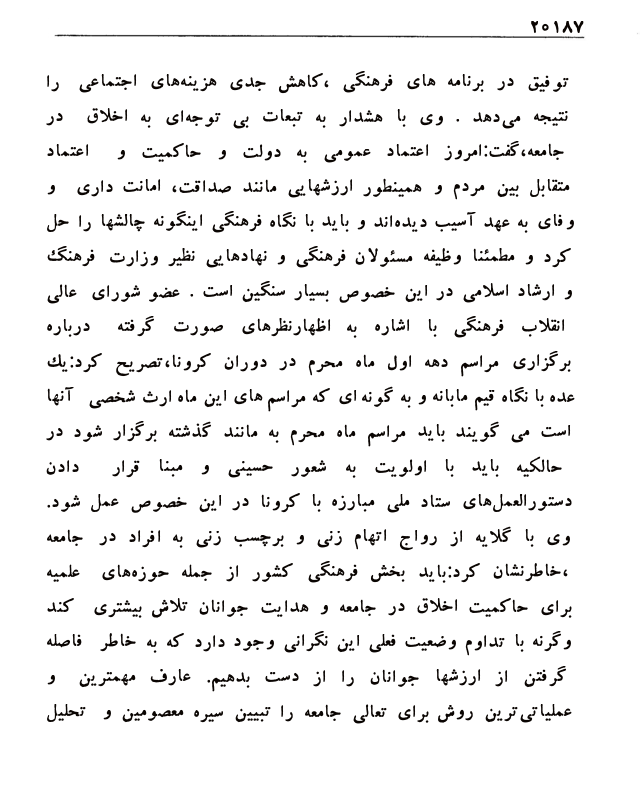 ۲۰۱۸۷
توفیق در برنامه های فرهنگی ،کاهش جدی هزینه‌های اجتماعی را
نتیجه می‌دهد . وی با هشدار به تبعات بی توجه‌ای به اخلاق در
جامعه،گفت:امروز اعتماد عمومی به دولت و حاکمیت و اعتماد
متقابل بین مردم و همینطور ارزشهایی مانند صداقت، امانت داری و
وفای به عهد آسیب دیده‌اند و باید با نگاه فرهنگی اینگونه چالشها را حل
کرد و مطمئنا وظیفه مسئولان فرهنگی و نهادهایی نظیر وزارت فرهنگ
و ارشاد اسلامی در این خصوص بسیار سنگین است . عضو شورای عالی
انقلاب فرهنگی با اشاره به اظهارنظرهای صورت گرفته درباره
برگزاری مراسم دهه اول ماه محرم در دوران کرونا،تصریح کرد:یك
عده با نگاه قیم مابانه و به گونه ای که مراسم های این ماه ارث شخصی آنها
است می گویند باید مراسم ماه محرم به مانند گذشته برگزار شود در
حالکیه باید با اولویت به شعور حسینی و مبنا قرار دادن
دستورالعمل‌های ستاد ملی مبارزه با کرونا در این خصوص عمل شود.
وی با گلایه از رواج اتهام زنی و برچسب زنی به افراد در جامعه
،خاطرنشان کرد:باید بخش فرهنگی کشور از جمله حوزه‌های علمیه
برای حاکمیت اخلاق در جامعه و هدایت جوانان تلاش بیشتری کند
وگرنه با تداوم وضعیت فعلی این نگرانی وجود دارد که به خاطر فاصله
گرفتن از ارزشها جوانان را از دست بدهیم. عارف مهمترین و
عملیاتی‌ترین روش برای تعالی جامعه را تبیین سیره معصومین و تحلیل